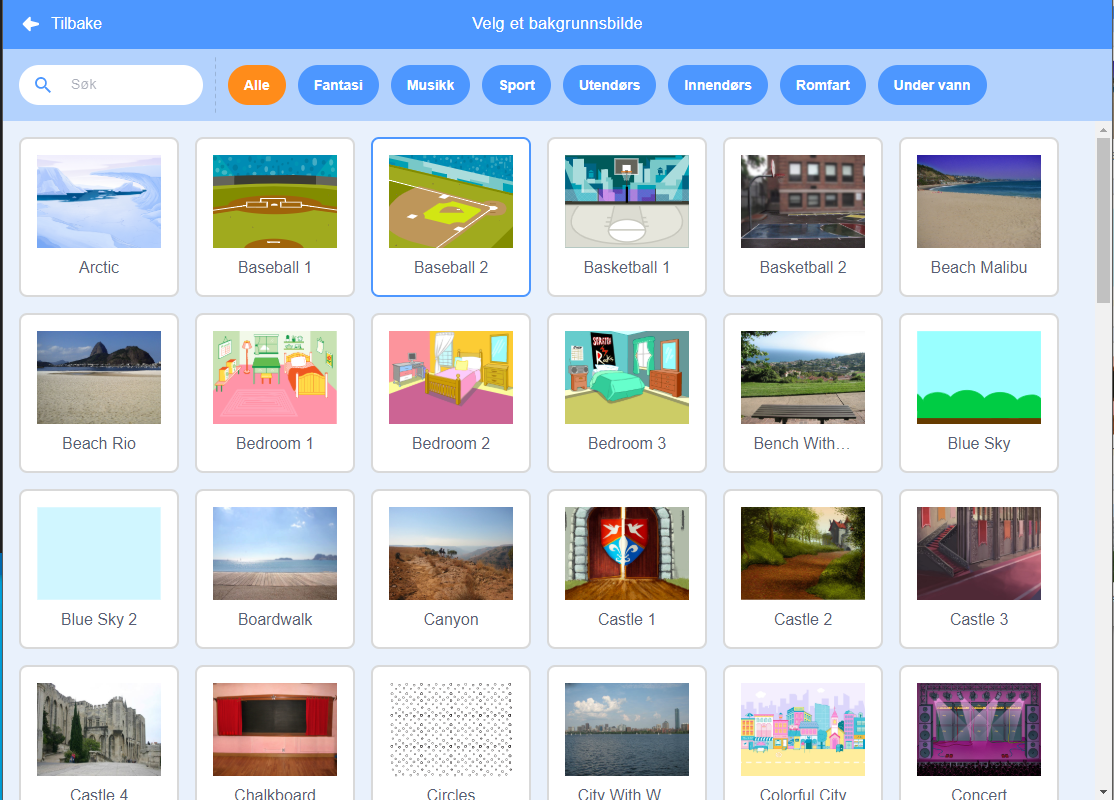 Tilbake
Velg et bakgrunnsbilde
Søk
Alle
Fantasi
Musikk
Sport
Utendørs
Innendørs
Romfart
Under vann
Arctic
Baseball 1
Baseball 2
Basketball 1
Basketball 2
Beach Malibu
Beach Rio
Bedroom 1
Bedroom 2
Bedroom 3
Bench With...
Blue Sky
Blue Sky 2
Boardwalk
Canyon
Castle 1
Castle 2
Castle 3
Castle 4
Chalkboard
Circles
City With W
Colorful City
Concert